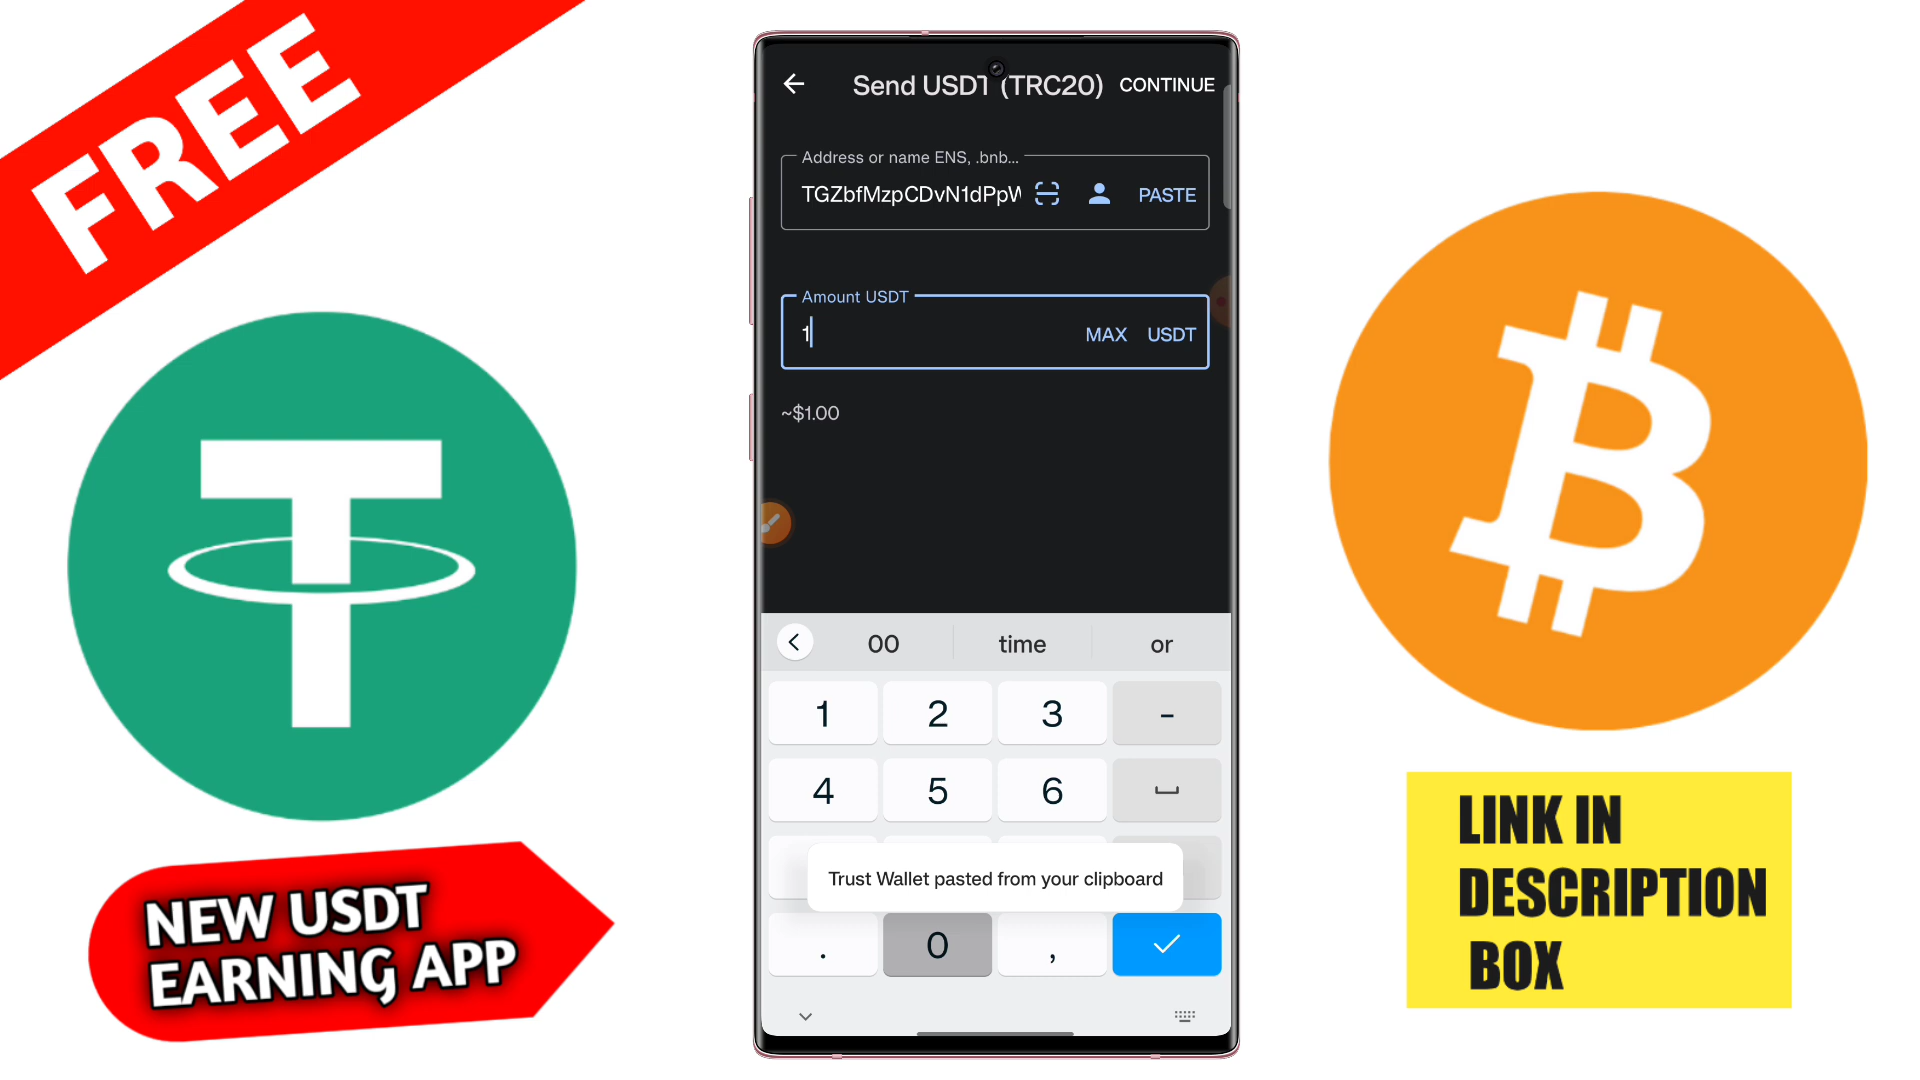 FREE
Send USDT (TRC20) CONTINUE
Address or name ENS, .bnb...
TGZbfMzpCDvN1dPpW PASTE
Amount USDT
1 MAX USDT
~$1.00
00 time or
1 2 3 -
4 5 6
Trust Wallet pasted from your clipboard
. 0 ,
NEW USDT
EARNING APP
LINK IN
DESCRIPTION
BOX